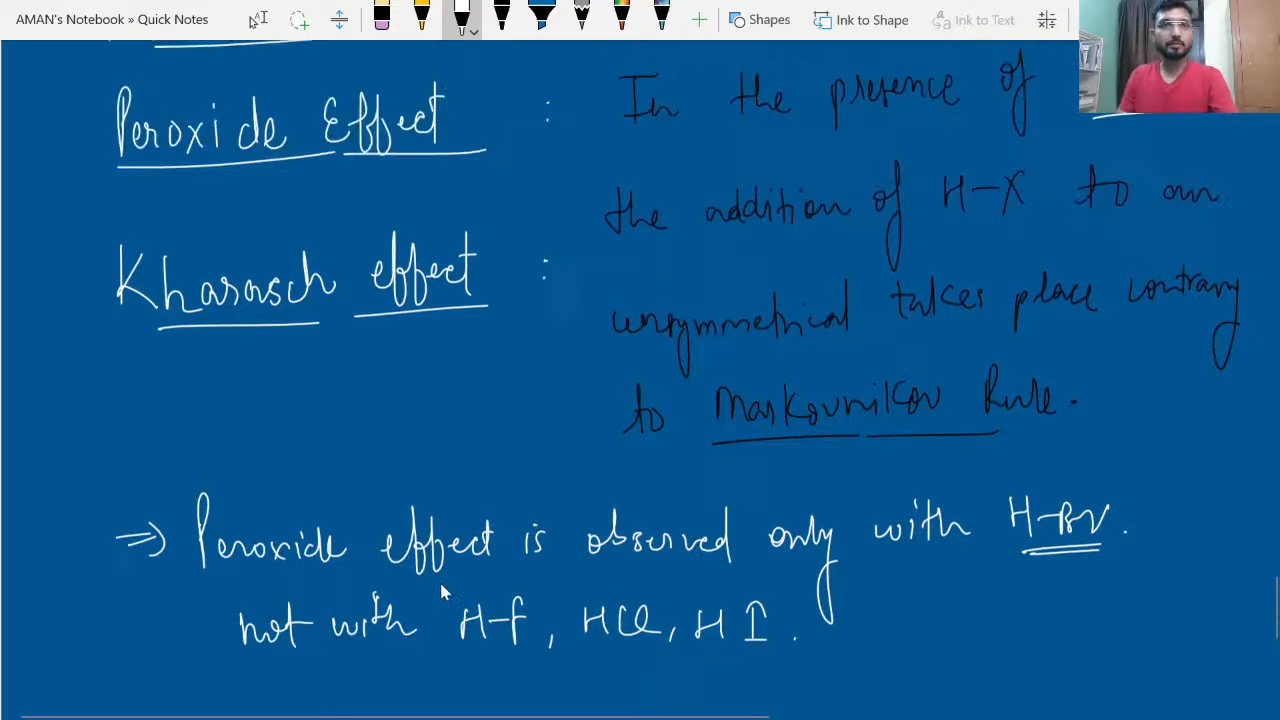 AMAN's Notebook » Quick Notes
Shapes
Ink to Shape
Ink to Text
Peroxide Effect : In the presence of
the addition of H-X to an
Kharasch effect :
unsymmetrical takes place contrary
to Markovnikov Rule.
⇒ Peroxide effect is observed only with H-Br.
not with H-F, HCl, HI.